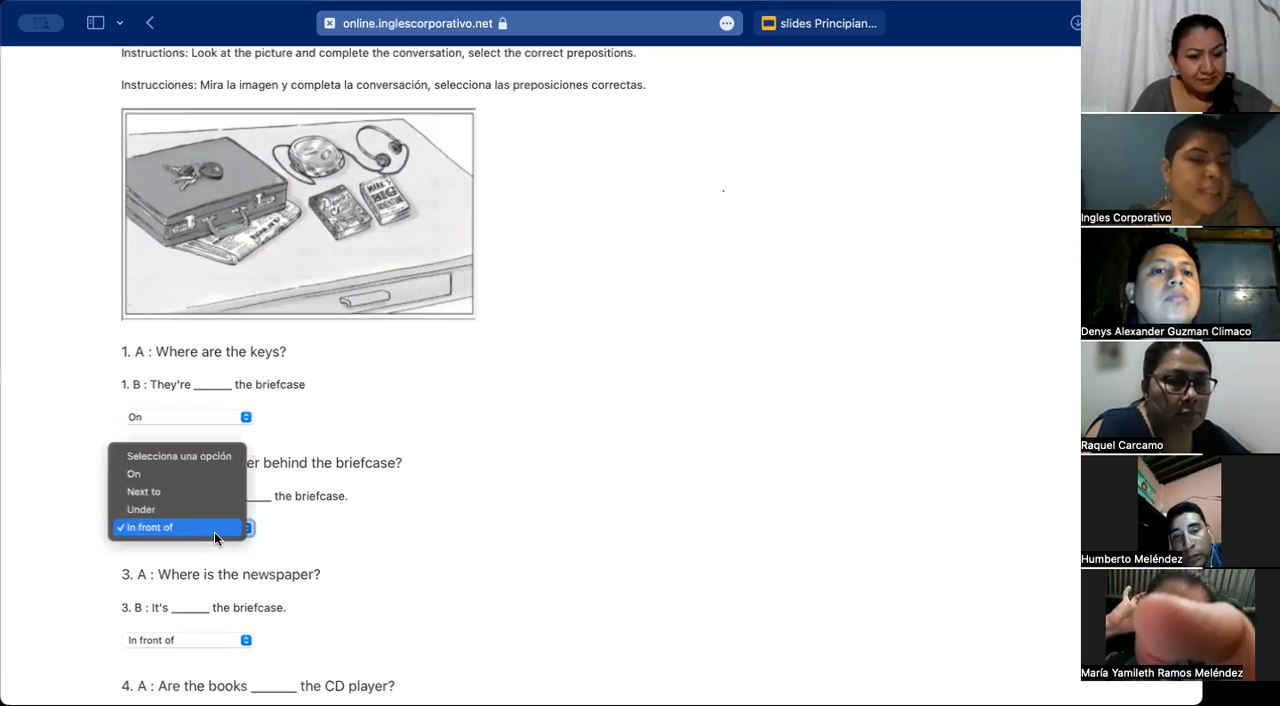 online.inglescorporativo.net
slides Principian...
Instructions: Look at the picture and complete the conversation, select the correct prepositions.
Instrucciones: Mira la imagen y completa la conversación, selecciona las preposiciones correctas.
MARK'S
BIG
1. A : Where are the keys?
1. B : They're ______ the briefcase
On
Selecciona una opción
On
Next to
Under
✓ In front of
er behind the briefcase?
____ the briefcase.
3. A : Where is the newspaper?
3. B : It's ______ the briefcase.
In front of
4. A : Are the books _______ the CD player?
Ingles Corporativo
Denys Alexander Guzman Climaco
Raquel Carcamo
Humberto Meléndez
María Yamileth Ramos Meléndez